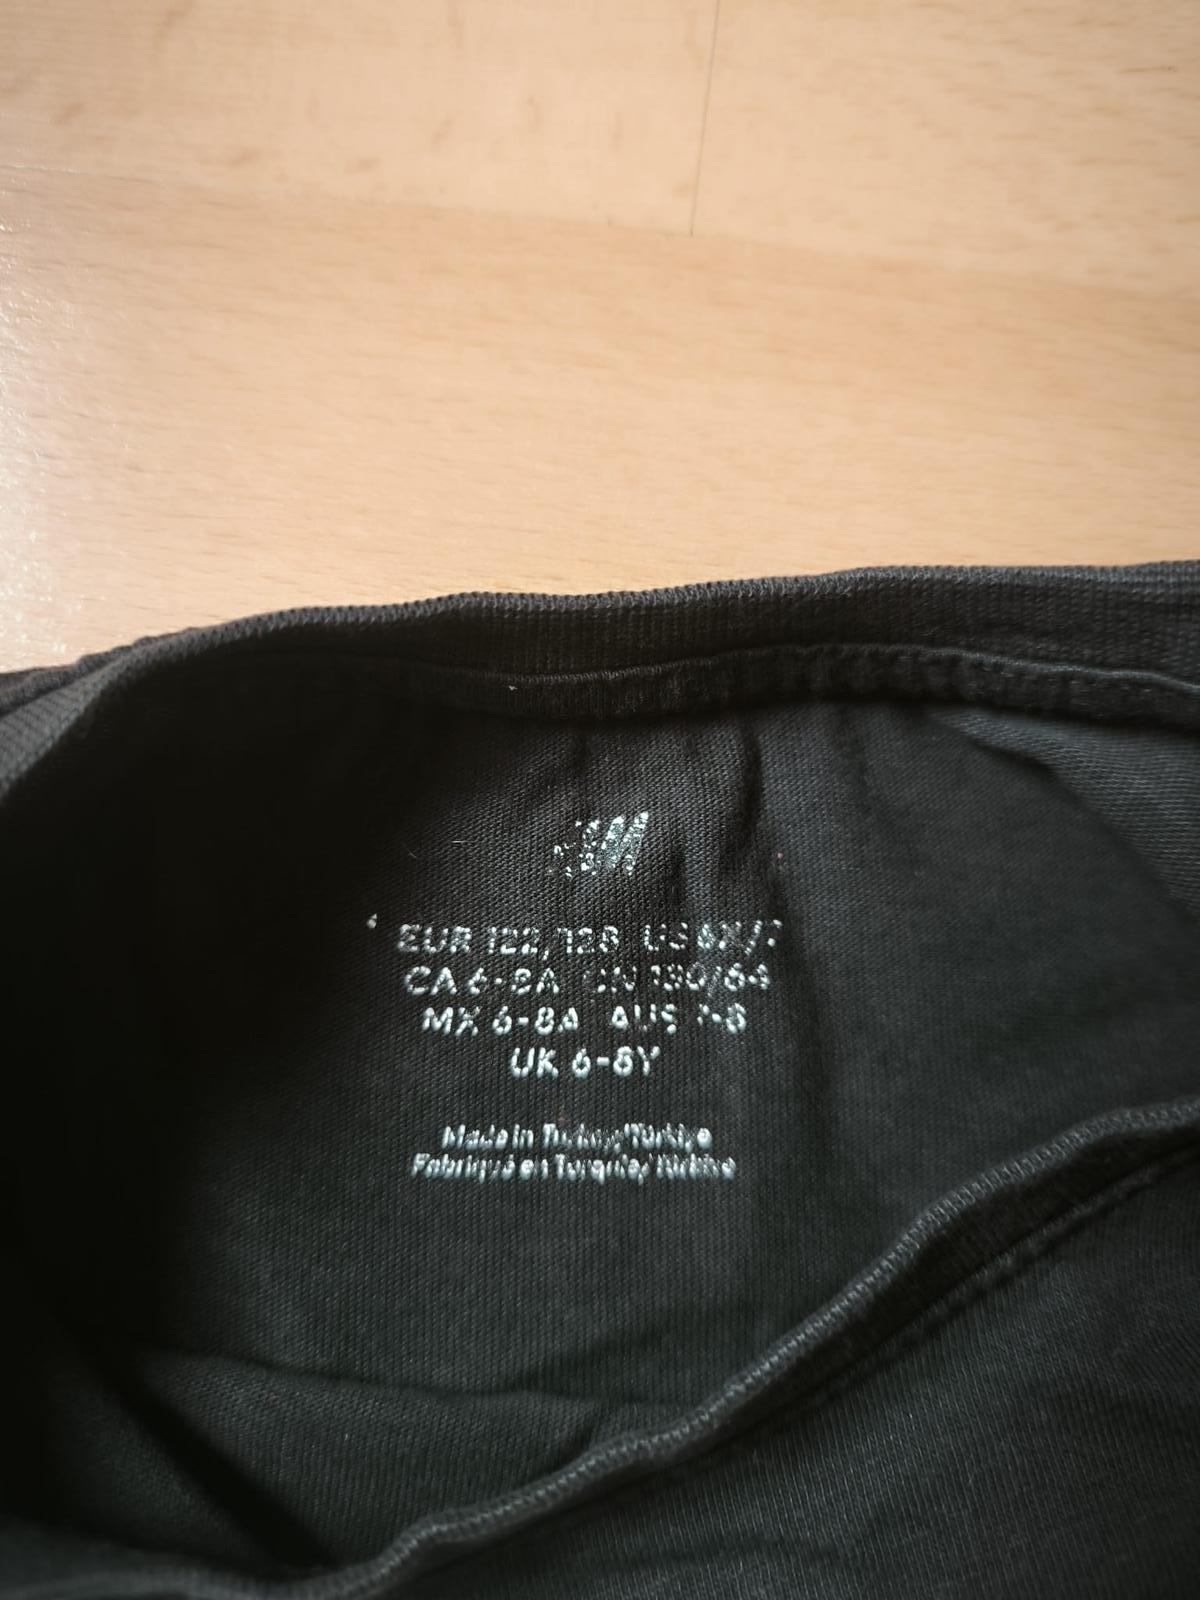 H&M
EUR 122/128 US 6X/7
CA 6-8A CN 130/64
MX 6-8A AUS 7-8
UK 6-8Y
Made in Turkey/Türkiye
Fabriqué en Turquie/Türkiye